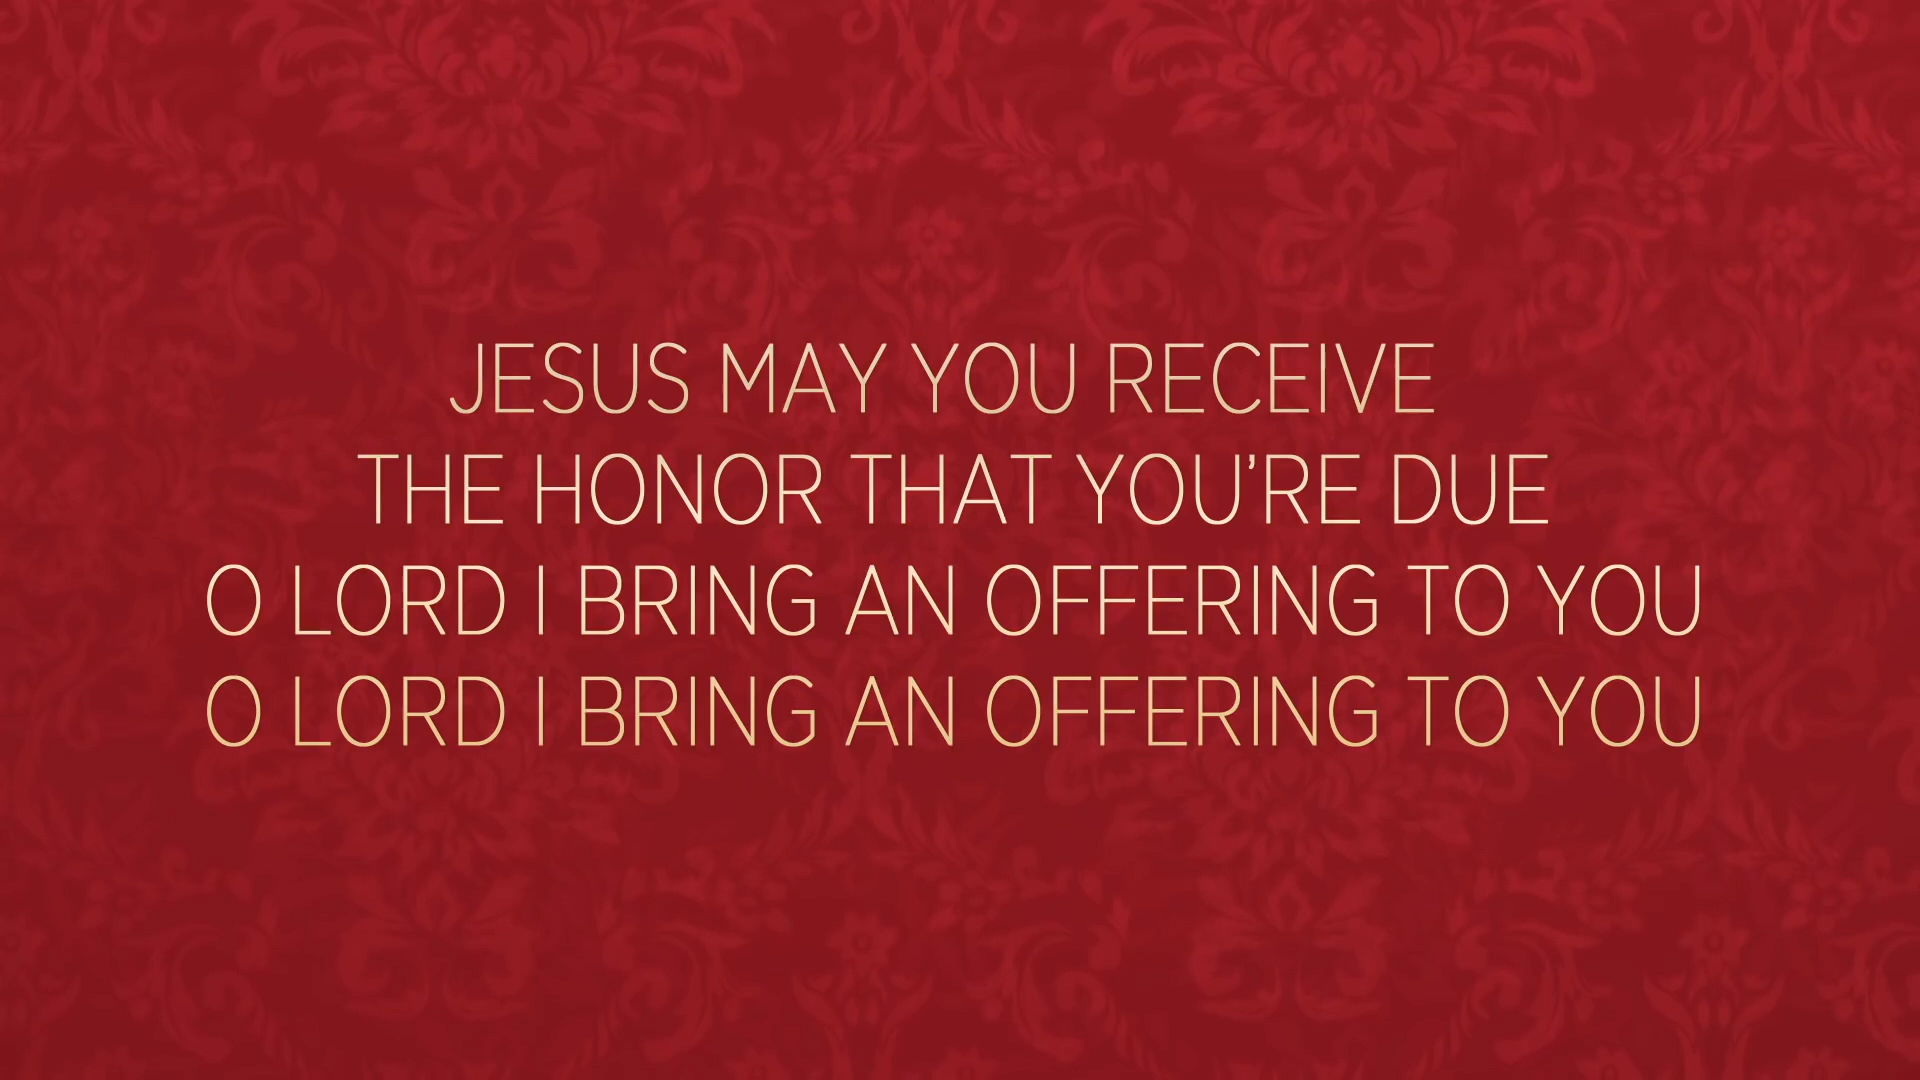 JESUS MAY YOU RECEIVE
THE HONOR THAT YOU’RE DUE
O LORD I BRING AN OFFERING TO YOU
O LORD I BRING AN OFFERING TO YOU